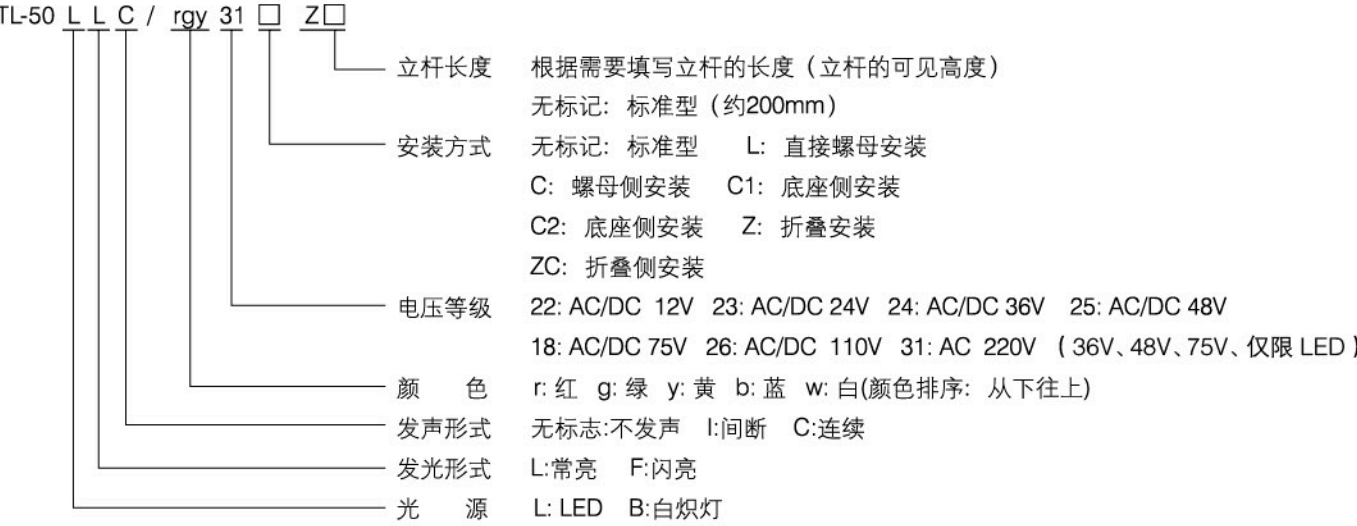 TL-50 L L C / rgy 31 □ Z□
立杆长度 根据需要填写立杆的长度（立杆的可见高度）
无标记：标准型（约200mm）
安装方式 无标记：标准型 L：直接螺母安装
C：螺母侧安装 C1：底座侧安装
C2：底座侧安装 Z：折叠安装
ZC：折叠侧安装
电压等级 22: AC/DC 12V 23: AC/DC 24V 24: AC/DC 36V 25: AC/DC 48V
18: AC/DC 75V 26: AC/DC 110V 31: AC 220V （36V、48V、75V、仅限 LED）
颜 色 r: 红 g: 绿 y: 黄 b: 蓝 w: 白(颜色排序：从下往上)
发声形式 无标志:不发声 I:间断 C:连续
发光形式 L:常亮 F:闪亮
光 源 L: LED B:白炽灯